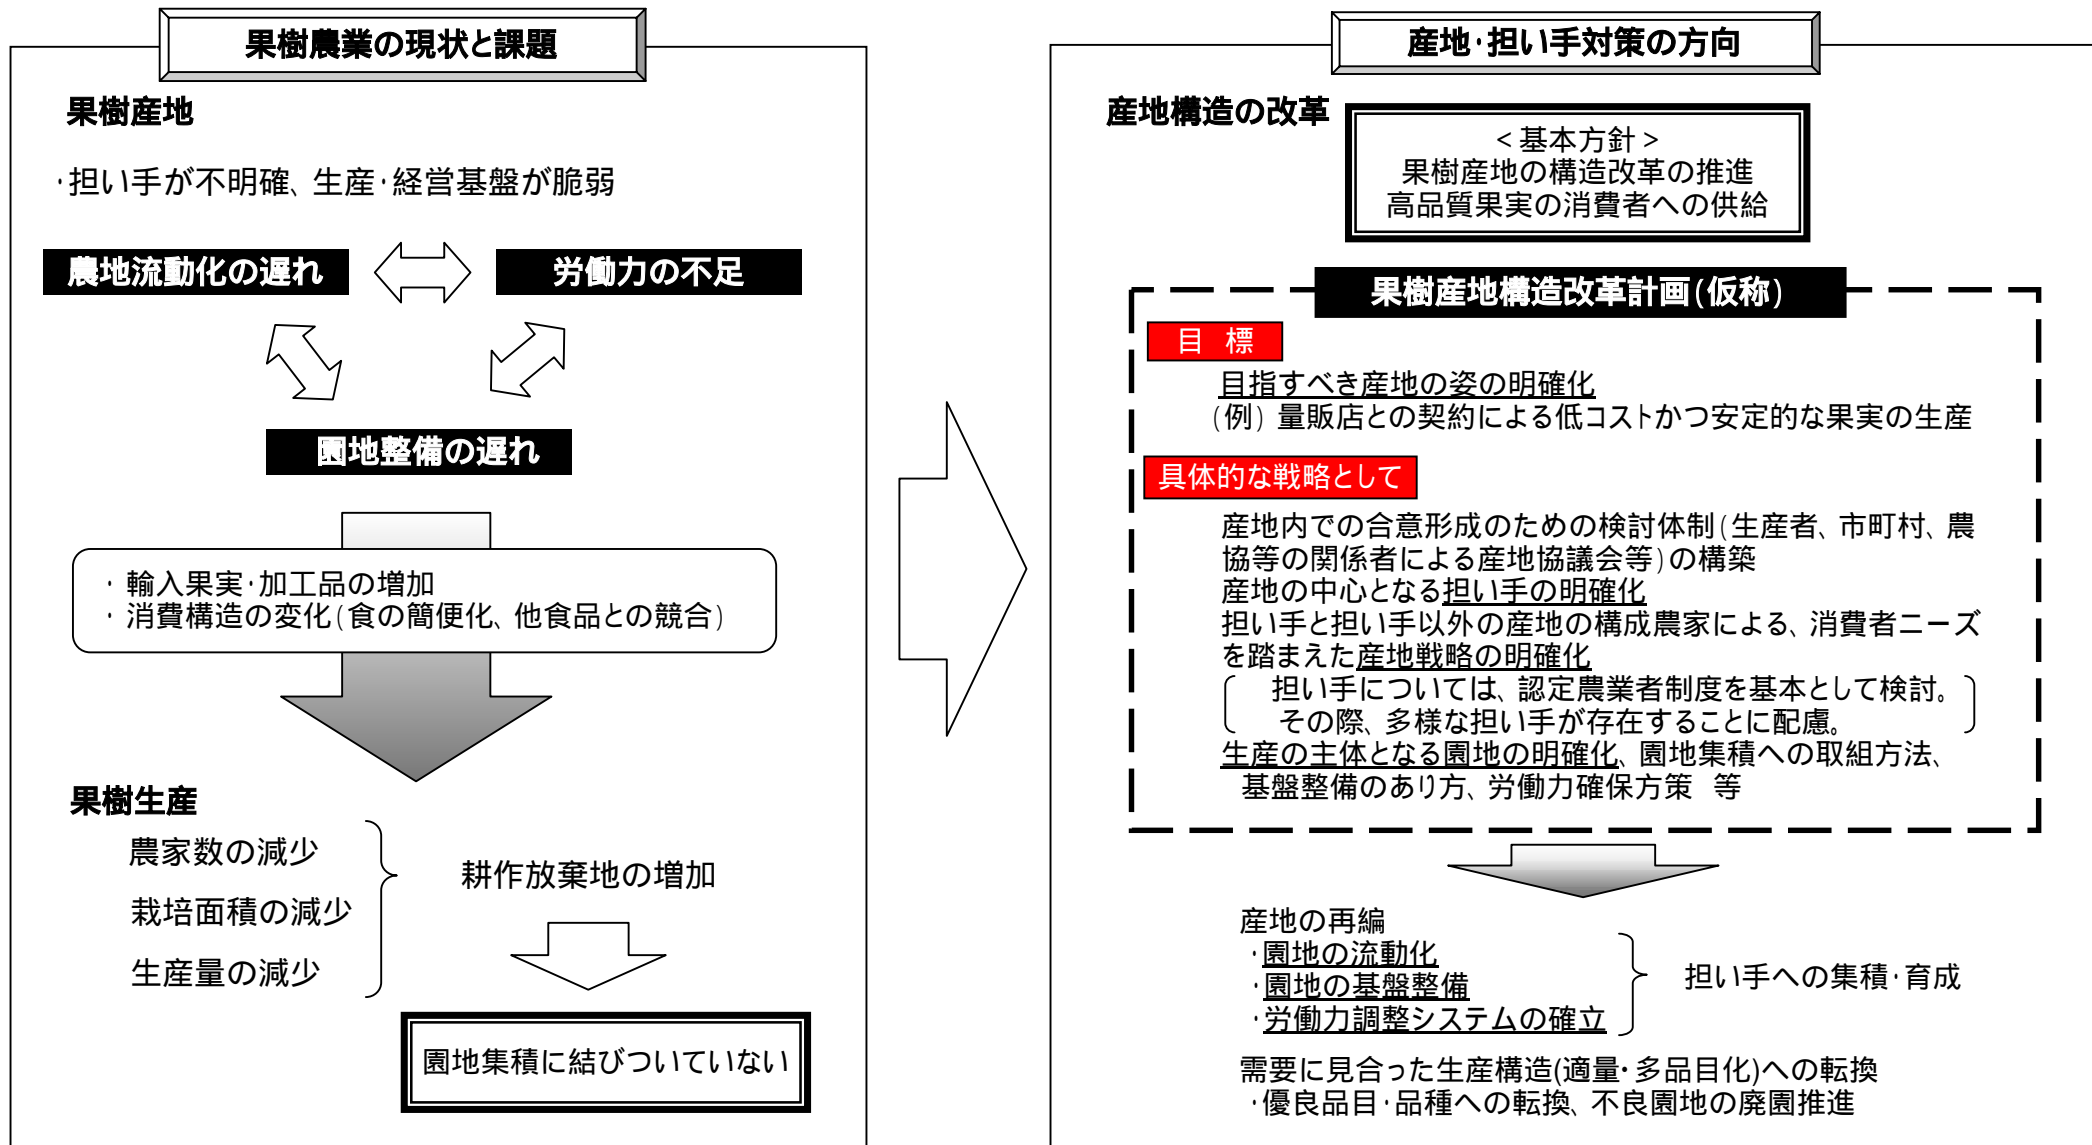 果樹農業の現状と課題
果樹産地
・担い手が不明確、生産・経営基盤が脆弱
農地流動化の遅れ
労働力の不足
園地整備の遅れ
・ 輸入果実・加工品の増加
・ 消費構造の変化(食の簡便化、他食品との競合)
果樹生産
農家数の減少
栽培面積の減少
生産量の減少
耕作放棄地の増加
園地集積に結びついていない
産地・担い手対策の方向
産地構造の改革
<基本方針>
果樹産地の構造改革の推進
高品質果実の消費者への供給
果樹産地構造改革計画(仮称)
目 標
目指すべき産地の姿の明確化
(例) 量販店との契約による低コストかつ安定的な果実の生産
具体的な戦略として
産地内での合意形成のための検討体制(生産者、市町村、農
協等の関係者による産地協議会等)の構築
産地の中心となる担い手の明確化
担い手と担い手以外の産地の構成農家による、消費者ニーズ
を踏まえた産地戦略の明確化
担い手については、認定農業者制度を基本として検討。
その際、多様な担い手が存在することに配慮。
生産の主体となる園地の明確化、園地集積への取組方法、
基盤整備のあり方、労働力確保方策 等
産地の再編
・園地の流動化
・園地の基盤整備
・労働力調整システムの確立
担い手への集積・育成
需要に見合った生産構造(適量・多品目化)への転換
・優良品目・品種への転換、不良園地の廃園推進